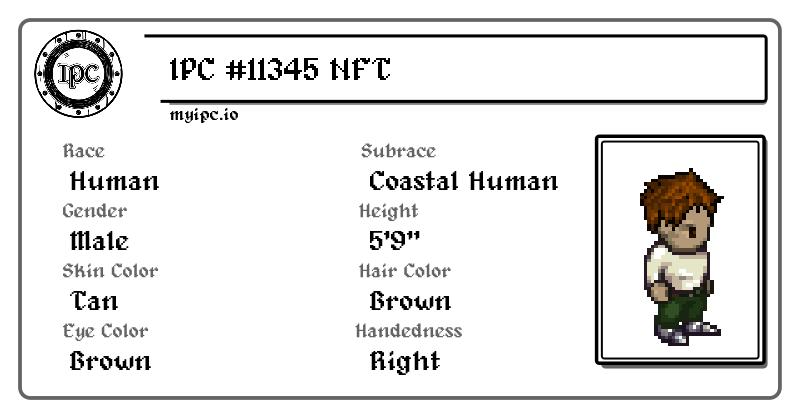 IPC
IPC #11345 NFT
myipc.io
Race
Subrace
Human
Coastal Human
Gender
Height
Male
5'9"
Skin Color
Hair Color
Tan
Brown
Eye Color
Handedness
Brown
Right